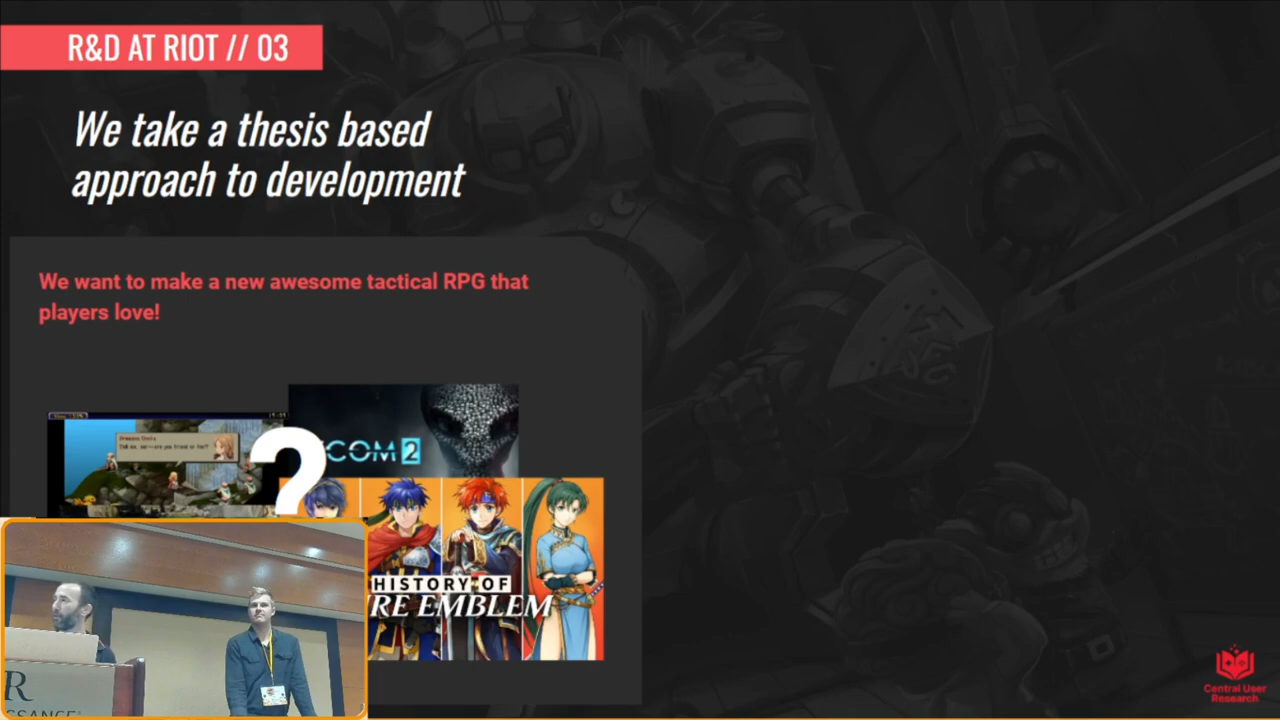 R&D AT RIOT // 03
We take a thesis based
approach to development
We want to make a new awesome tactical RPG that
players love!
?
COM 2
HISTORY OF
RE EMBLEM
R
SSANCE
Central User
Research